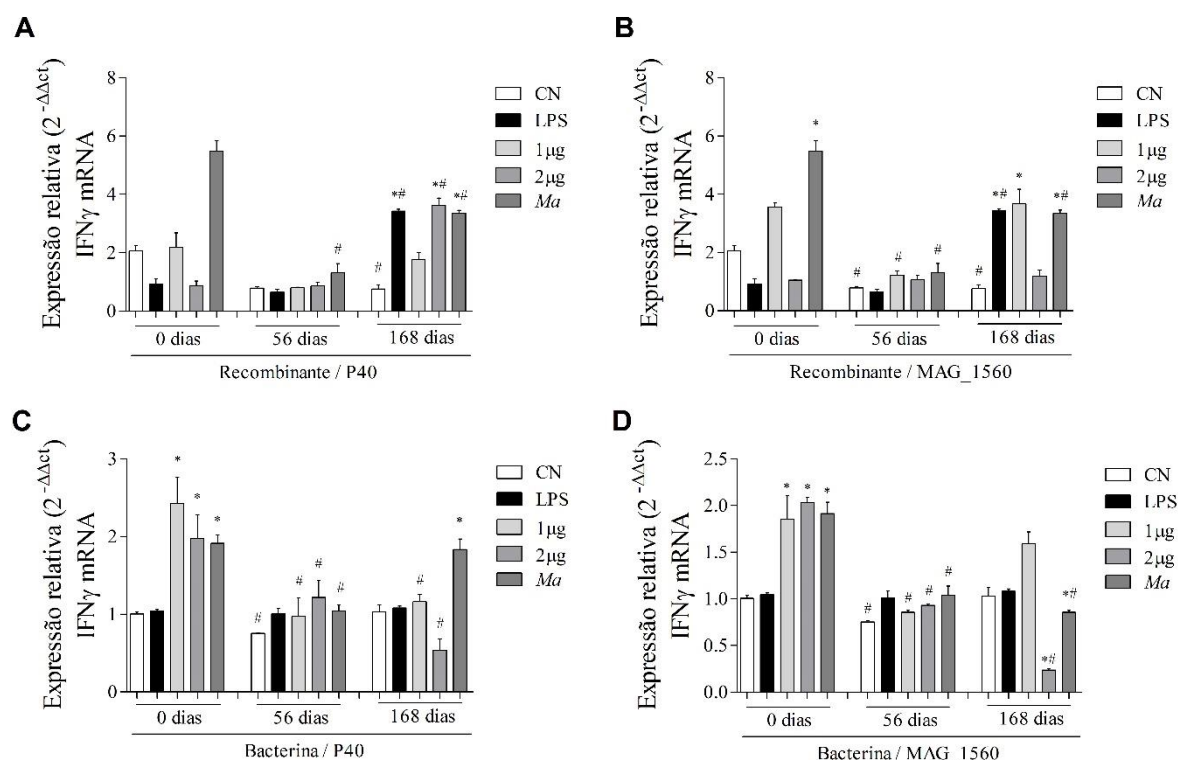 A
Expressão relativa (2^-ΔΔct)
IFNγ mRNA
8
6
4
2
0
*# *# *#
# #
CN
LPS
1µg
2µg
Ma
0 dias 56 dias 168 dias
Recombinante / P40
B
Expressão relativa (2^-ΔΔct)
IFNγ mRNA
8
6
4
2
0
*
*# * *#
# # # #
CN
LPS
1µg
2µg
Ma
0 dias 56 dias 168 dias
Recombinante / MAG_1560
C
Expressão relativa (2^-ΔΔct)
IFNγ mRNA
3
2
1
0
* * * *
# # # # # #
CN
LPS
1µg
2µg
Ma
0 dias 56 dias 168 dias
Bacterina / P40
D
Expressão relativa (2^-ΔΔct)
IFNγ mRNA
2.5
2.0
1.5
1.0
0.5
0.0
* * *
# # # # *# *#
CN
LPS
1µg
2µg
Ma
0 dias 56 dias 168 dias
Bacterina / MAG_1560